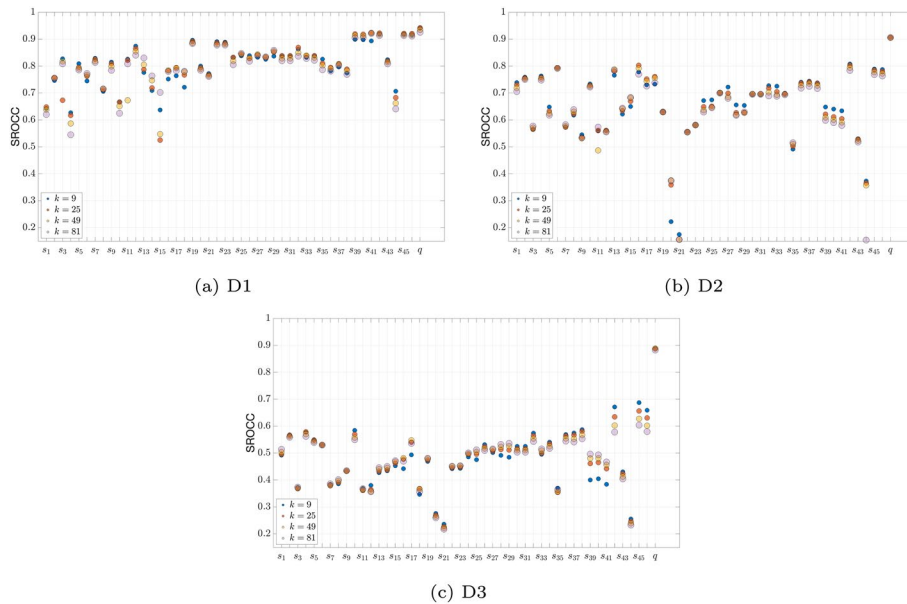 1
0.9
0.8
0.7
0.6
0.5
0.4
0.3
0.2
SROCC
k = 9
k = 25
k = 49
k = 81
s1 s3 s5 s7 s9 s11 s13 s15 s17 s19 s21 s23 s25 s27 s29 s31 s33 s35 s37 s39 s41 s43 s45 q
(a) D1
1
0.9
0.8
0.7
0.6
0.5
0.4
0.3
0.2
SROCC
k = 9
k = 25
k = 49
k = 81
s1 s3 s5 s7 s9 s11 s13 s15 s17 s19 s21 s23 s25 s27 s29 s31 s33 s35 s37 s39 s41 s43 s45 q
(b) D2
1
0.9
0.8
0.7
0.6
0.5
0.4
0.3
0.2
SROCC
k = 9
k = 25
k = 49
k = 81
s1 s3 s5 s7 s9 s11 s13 s15 s17 s19 s21 s23 s25 s27 s29 s31 s33 s35 s37 s39 s41 s43 s45 q
(c) D3